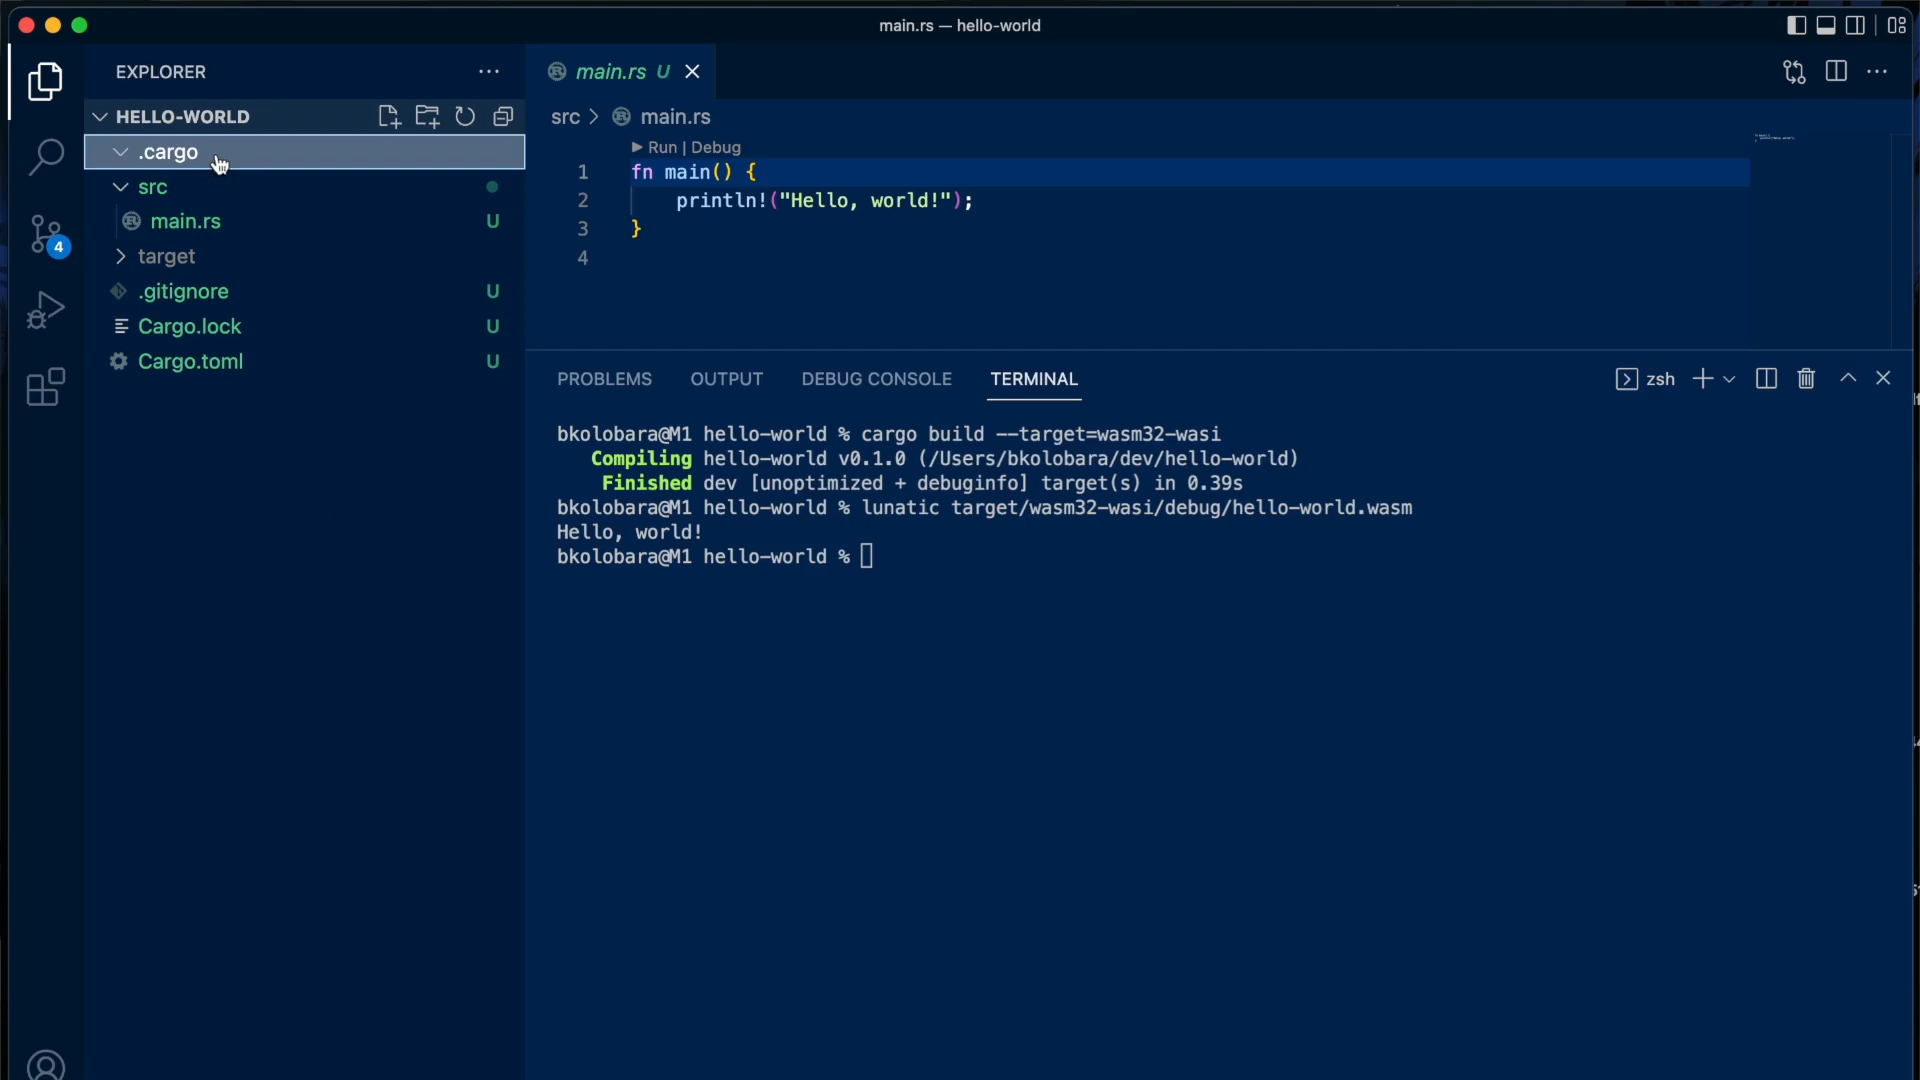 main.rs — hello-world
EXPLORER
HELLO-WORLD
.cargo
src
main.rs U
target
.gitignore U
Cargo.lock U
Cargo.toml U
4
main.rs U
src > main.rs
Run | Debug
1 fn main() {
2 println!("Hello, world!");
3 }
4
PROBLEMS OUTPUT DEBUG CONSOLE TERMINAL
zsh
bkolobara@M1 hello-world % cargo build --target=wasm32-wasi
Compiling hello-world v0.1.0 (/Users/bkolobara/dev/hello-world)
Finished dev [unoptimized + debuginfo] target(s) in 0.39s
bkolobara@M1 hello-world % lunatic target/wasm32-wasi/debug/hello-world.wasm
Hello, world!
bkolobara@M1 hello-world %